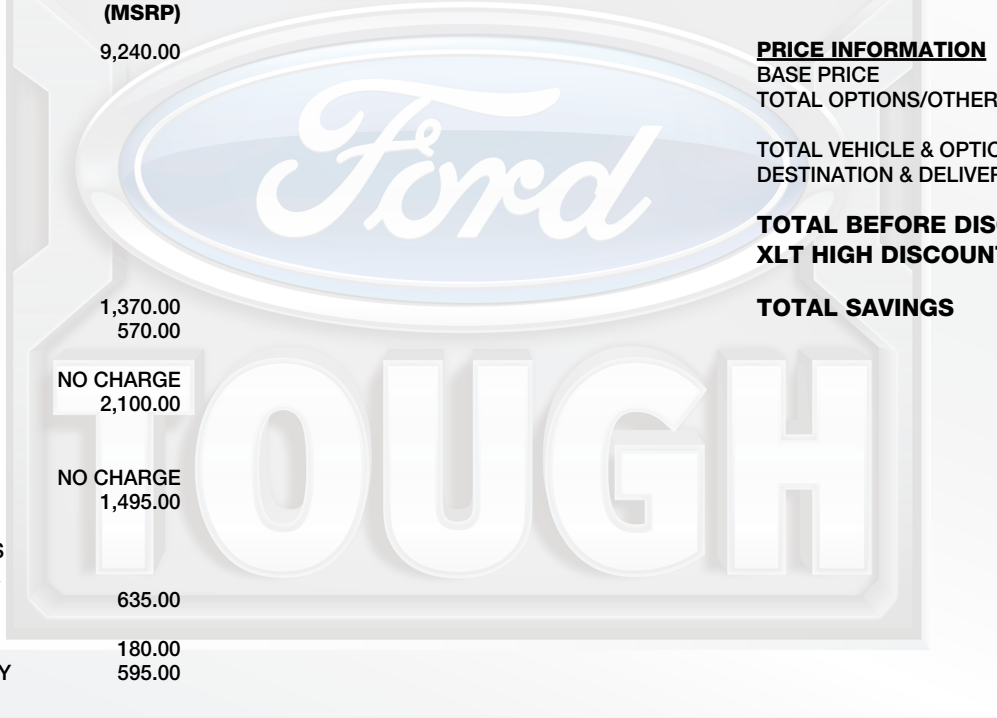 (MSRP)
9,240.00
1,370.00
570.00
NO CHARGE
2,100.00
NO CHARGE
1,495.00
S
635.00
180.00
Y 595.00
PRICE INFORMATION
BASE PRICE
TOTAL OPTIONS/OTHER
TOTAL VEHICLE & OPTIO
DESTINATION & DELIVER
TOTAL BEFORE DIS
XLT HIGH DISCOUNT
TOTAL SAVINGS
Ford
TOUGH